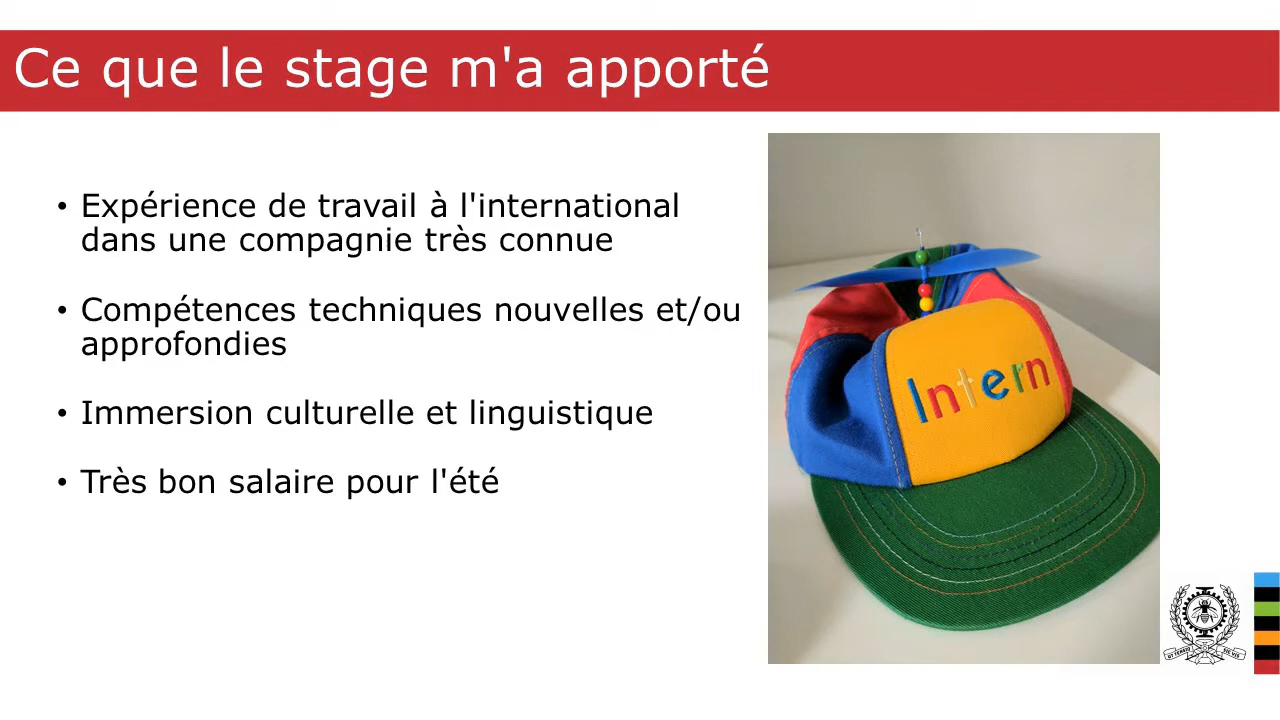 Ce que le stage m'a apporté
• Expérience de travail à l'international
dans une compagnie très connue
• Compétences techniques nouvelles et/ou
approfondies
• Immersion culturelle et linguistique
• Très bon salaire pour l'été
Intern